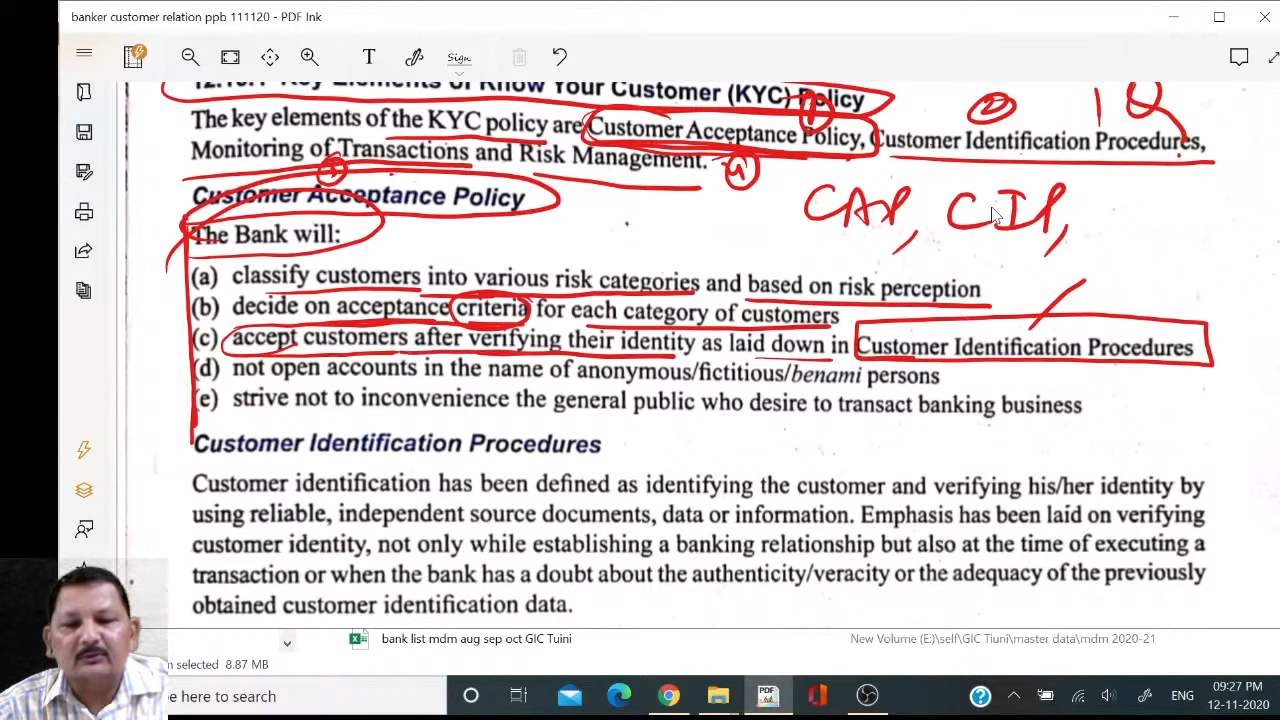 banker customer relation ppb 111120 - PDF Ink
Sign
Key Elements of Know Your Customer (KYC) Policy
The key elements of the KYC policy are Customer Acceptance Policy, Customer Identification Procedures,
Monitoring of Transactions and Risk Management.
1
2
3
4
CAP, CIP,
Customer Acceptance Policy
The Bank will:
(a) classify customers into various risk categories and based on risk perception
(b) decide on acceptance criteria for each category of customers
(c) accept customers after verifying their identity as laid down in Customer Identification Procedures
(d) not open accounts in the name of anonymous/fictitious/benami persons
(e) strive not to inconvenience the general public who desire to transact banking business
Customer Identification Procedures
Customer identification has been defined as identifying the customer and verifying his/her identity by
using reliable, independent source documents, data or information. Emphasis has been laid on verifying
customer identity, not only while establishing a banking relationship but also at the time of executing a
transaction or when the bank has a doubt about the authenticity/veracity or the adequacy of the previously
obtained customer identification data.
bank list mdm aug sep oct GIC Tuini
New Volume (E:)\self\GIC Tiuni\master data\mdm 2020-21
selected 8.87 MB
here to search
PDF Ink
ENG
09:27 PM
12-11-2020